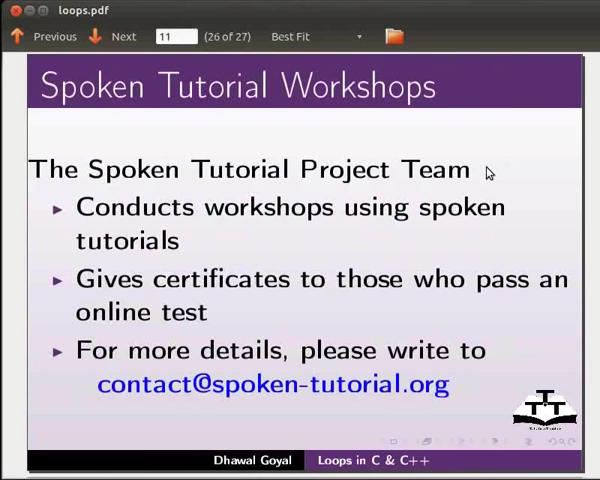 loops.pdf
Previous Next 11 (26 of 27) Best Fit
Spoken Tutorial Workshops
The Spoken Tutorial Project Team
Conducts workshops using spoken
tutorials
Gives certificates to those who pass an
online test
For more details, please write to
contact@spoken-tutorial.org
Dhawal Goyal Loops in C & C++